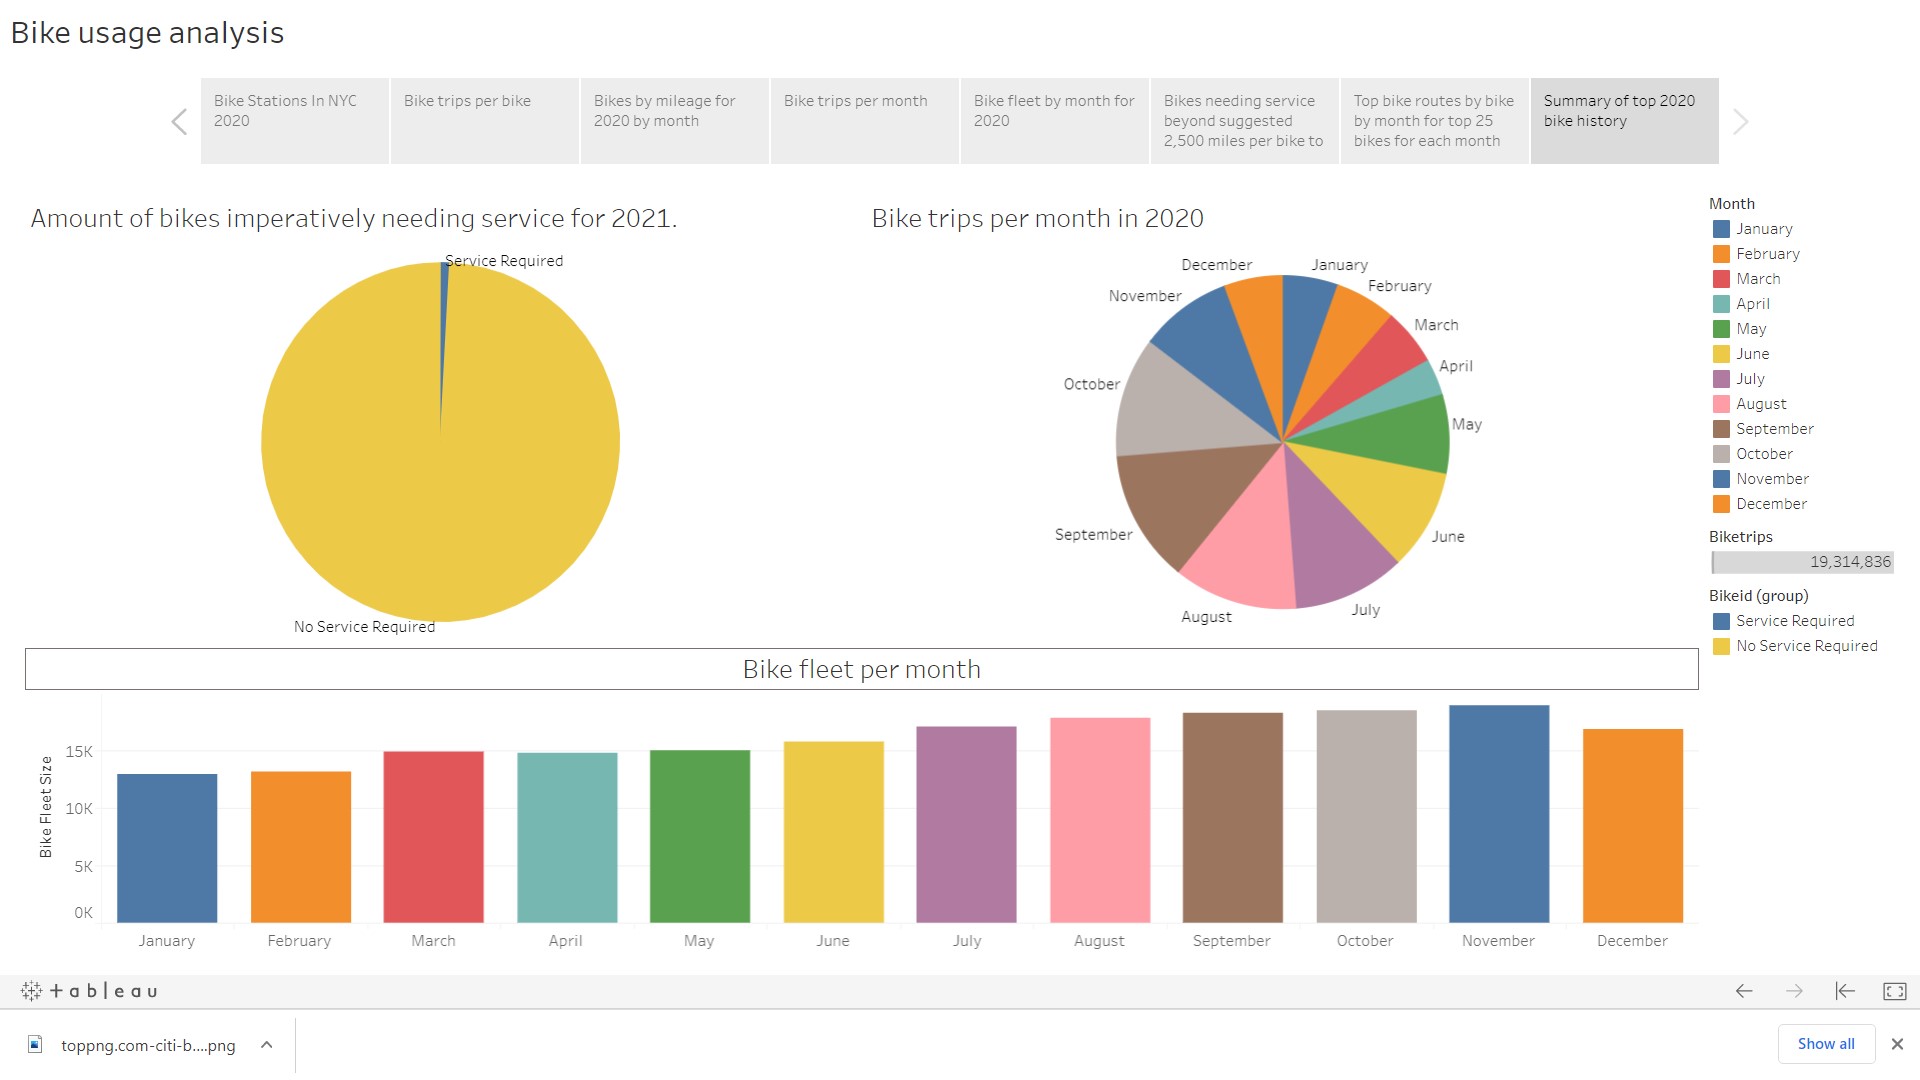 Bike usage analysis
Bike Stations In NYC
2020
Bike trips per bike
Bikes by mileage for
2020 by month
Bike trips per month
Bike fleet by month for
2020
Bikes needing service
beyond suggested
2,500 miles per bike to
Top bike routes by bike
by month for top 25
bikes for each month
Summary of top 2020
bike history
Amount of bikes imperatively needing service for 2021.
Service Required
No Service Required
Bike trips per month in 2020
December
January
February
November
March
April
October
May
September
June
August
July
Month
January
February
March
April
May
June
July
August
September
October
November
December
Biketrips
19,314,836
Bikeid (group)
Service Required
No Service Required
Bike fleet per month
Bike Fleet Size
15K
10K
5K
0K
January
February
March
April
May
June
July
August
September
October
November
December
+ableau
toppng.com-citi-b....png
Show all